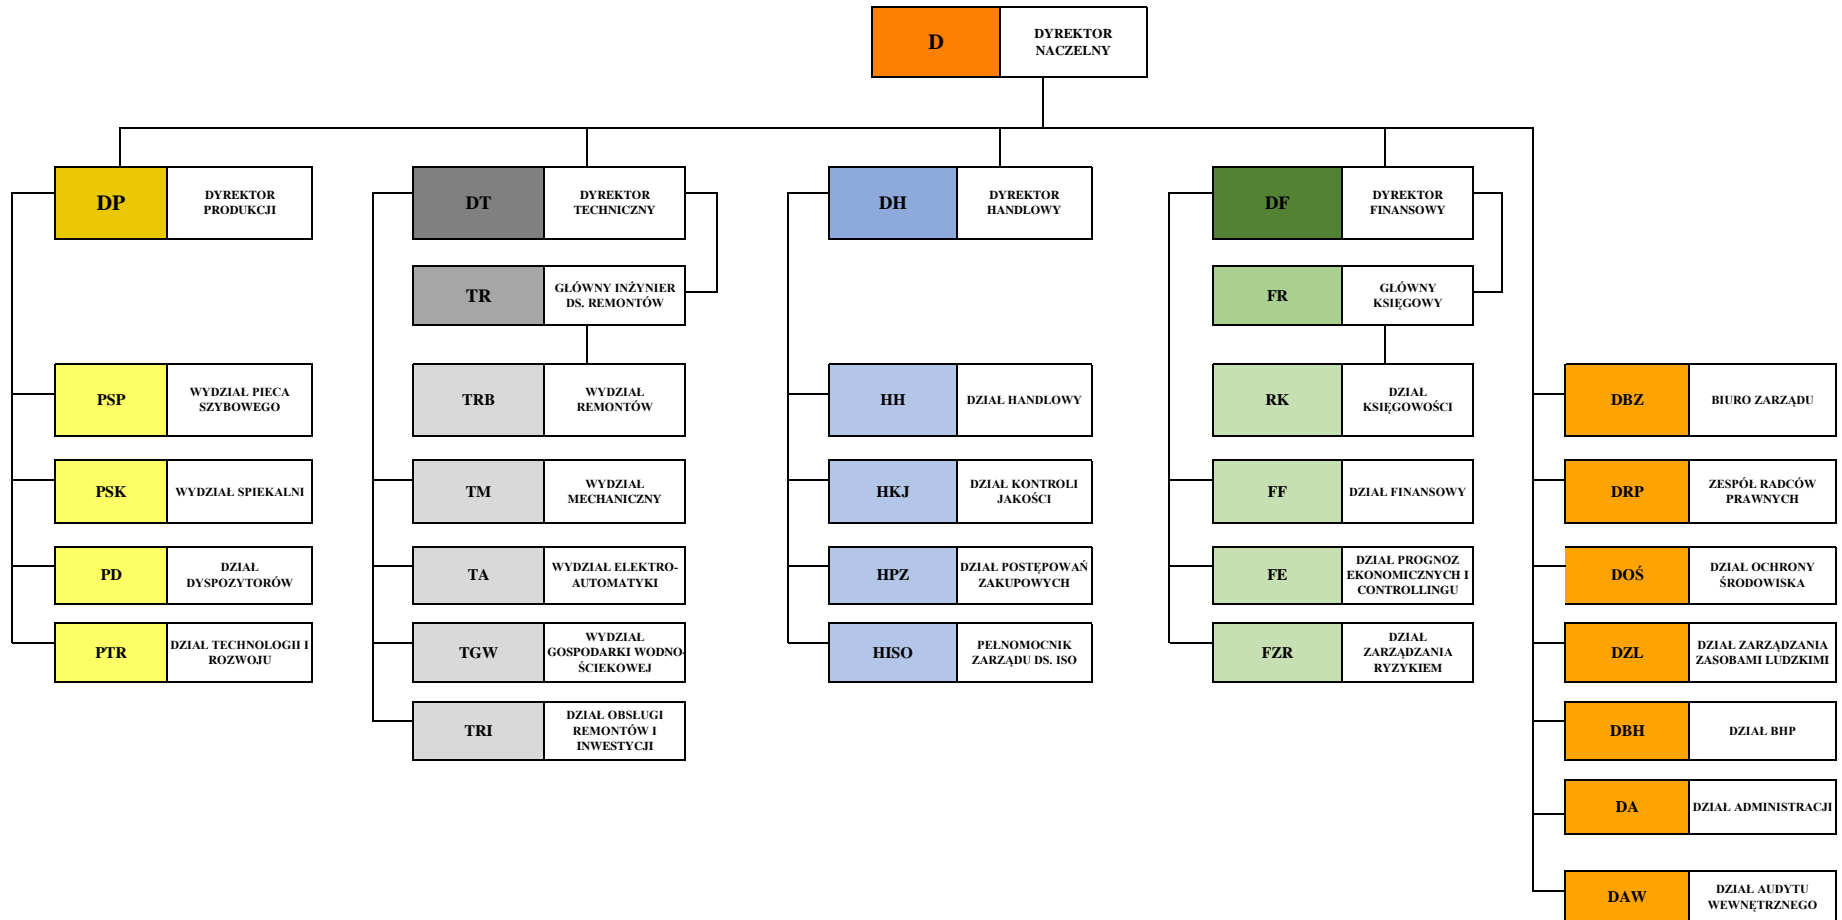 D
DYREKTOR
NACZELNY
DP
DYREKTOR
PRODUKCJI
DT
DYREKTOR
TECHNICZNY
DH
DYREKTOR
HANDLOWY
DF
DYREKTOR
FINANSOWY
TR
GŁÓWNY INŻYNIER
DS. REMONTÓW
FR
GŁÓWNY
KSIĘGOWY
PSP
WYDZIAŁ PIECA
SZYBOWEGO
TRB
WYDZIAŁ
REMONTÓW
HH
DZIAŁ HANDLOWY
RK
DZIAŁ
KSIĘGOWOŚCI
DBZ
BIURO ZARZĄDU
PSK
WYDZIAŁ SPIEKALNI
TM
WYDZIAŁ
MECHANICZNY
HKJ
DZIAŁ KONTROLI
JAKOŚCI
FF
DZIAŁ FINANSOWY
DRP
ZESPÓŁ RADCÓW
PRAWNYCH
PD
DZIAŁ
DYSPOZYTORÓW
TA
WYDZIAŁ ELEKTRO-
AUTOMATYKI
HPZ
DZIAŁ POSTĘPOWAŃ
ZAKUPOWYCH
FE
DZIAŁ PROGNOZ
EKONOMICZNYCH I
CONTROLLINGU
DOŚ
DZIAŁ OCHRONY
ŚRODOWISKA
PTR
DZIAŁ TECHNOLOGII I
ROZWOJU
TGW
WYDZIAŁ
GOSPODARKI WODNO-
ŚCIEKOWEJ
HISO
PEŁNOMOCNIK
ZARZĄDU DS. ISO
FZR
DZIAŁ
ZARZĄDZANIA
RYZYKIEM
DZL
DZIAŁ ZARZĄDZANIA
ZASOBAMI LUDZKIMI
TRI
DZIAŁ OBSŁUGI
REMONTÓW I
INWESTYCJI
DBH
DZIAŁ BHP
DA
DZIAŁ ADMINISTRACJI
DAW
DZIAŁ AUDYTU
WEWNĘTRZNEGO